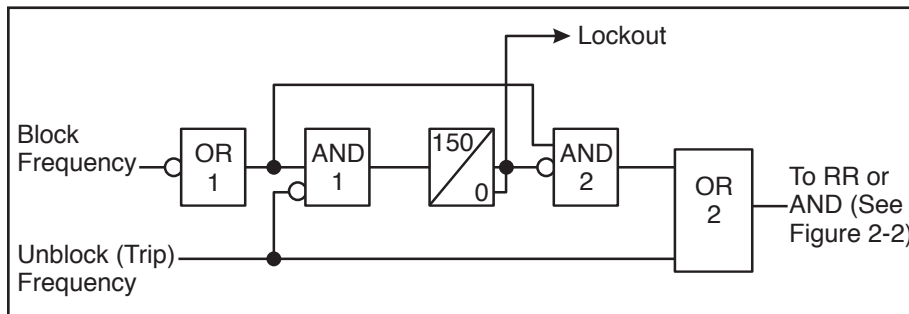 Lockout
Block
Frequency
OR
1
AND
1
150
0
AND
2
OR
2
To RR or
AND (See
Figure 2-2)
Unblock (Trip)
Frequency